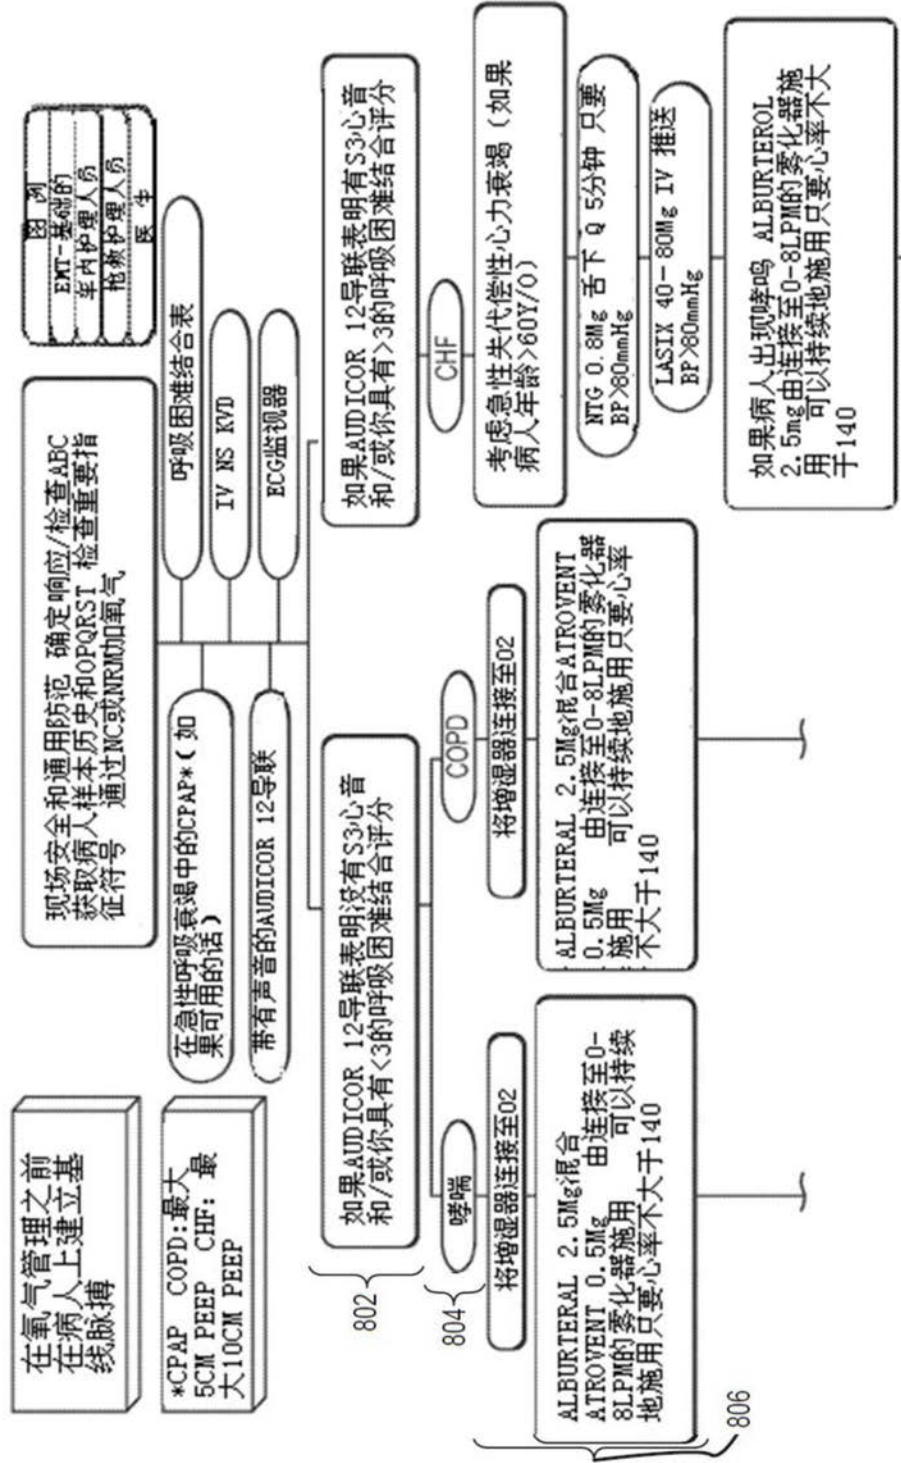 在氧气管理之前
在病人上建立基
线脉搏
*CPAP COPD:最大
5CM PEEP CHF: 最
大10CM PEEP
现场安全和通用防范 确定响应/检查ABC
获取病人样本历史和OPQRST 检查重要指
征符号 通过NC或NRM加氧气
图例
EMT-基础的
车内护理人员
抢救护理人员
医生
在急性呼吸衰竭中的CPAP*(如
果可用的话)
带有声音的AUDICOR 12导联
呼吸困难结合表
IV NS KVD
ECG监视器
802
如果AUDICOR 12导联表明没有S3心音
和/或你具有<3的呼吸困难结合评分
如果AUDICOR 12导联表明有S3心音
和/或你具有>3的呼吸困难结合评分
804
哮喘
COPD
CHF
将增湿器连接至02
将增湿器连接至02
考虑急性失代偿性心力衰竭(如果
病人年龄>60Y/O)
806
ALBURTERAL 2.5Mg混合
ATROVENT 0.5Mg 由连接至0-
8LPM的雾化器施用 可以持续
地施用只要心率不大于140
ALBURTERAL 2.5Mg混合ATROVENT
0.5Mg 由连接至0-8LPM的雾化器
施用 可以持续地施用只要心率
不大于140
NTG 0.8Mg 舌下 Q 5分钟 只要
BP>80mmHg
LASIX 40-80Mg IV 推送
BP>80mmHg
如果病人出现哮鸣 ALBURTEROL
2.5mg由连接至0-8LPM的雾化器施
用 可以持续地施用只要心率不大
于140